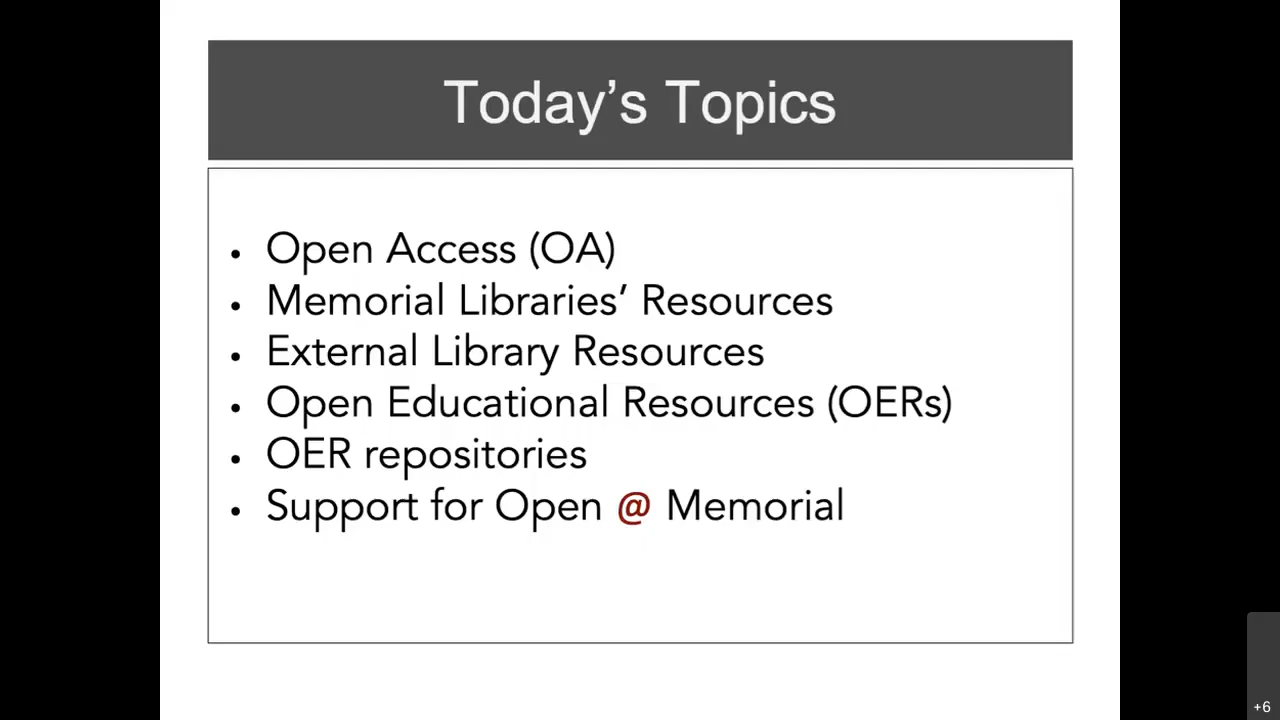 Today’s Topics
• Open Access (OA)
• Memorial Libraries’ Resources
• External Library Resources
• Open Educational Resources (OERs)
• OER repositories
• Support for Open @ Memorial
+6